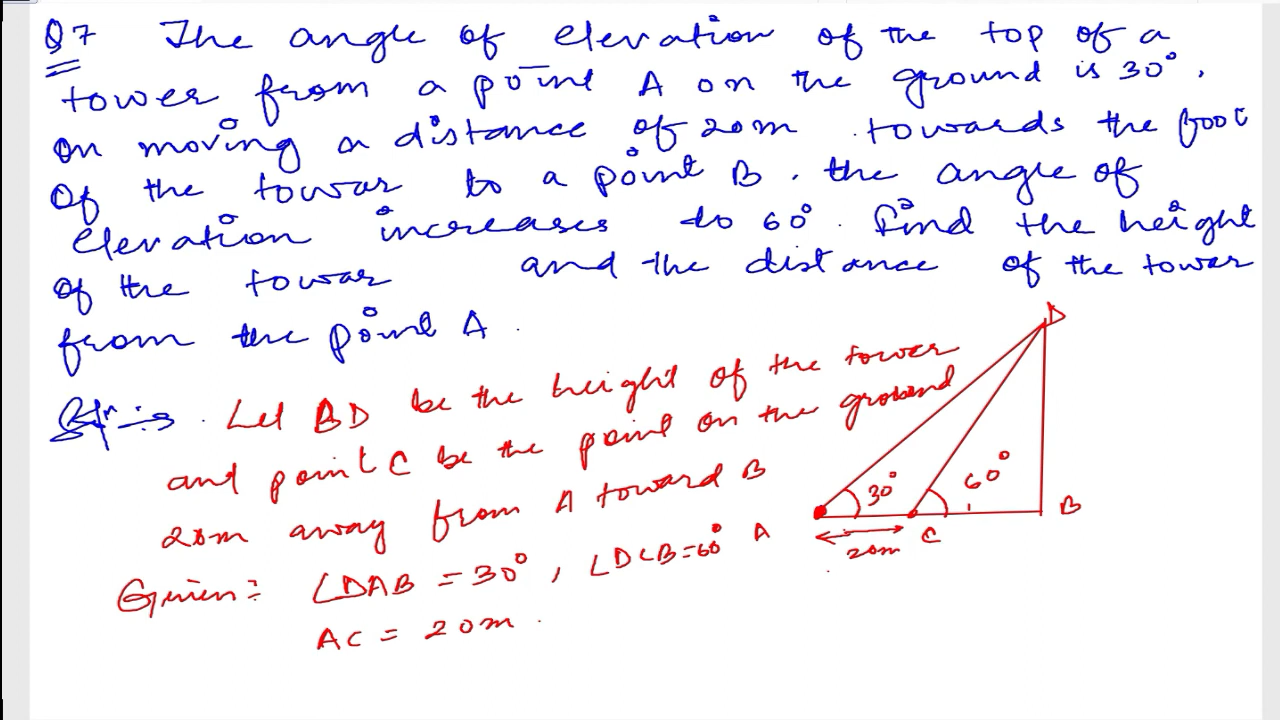 Q7 The angle of elevation of the top of a
tower from a point A on the ground is 30°.
on moving a distance of 20m towards the foot
of the towar to a point B. the angle of
elevation increases to 60°. find the height
of the towar and the distance of the tower
from the point A.
Solⁿ:→ Let BD be the height of the tower
and point C be the point on the ground
20m away from A toward B
Given:- ∠DAB = 30°, ∠DCB=60°
AC = 20m.
D
30°
60°
B
A
20m
C